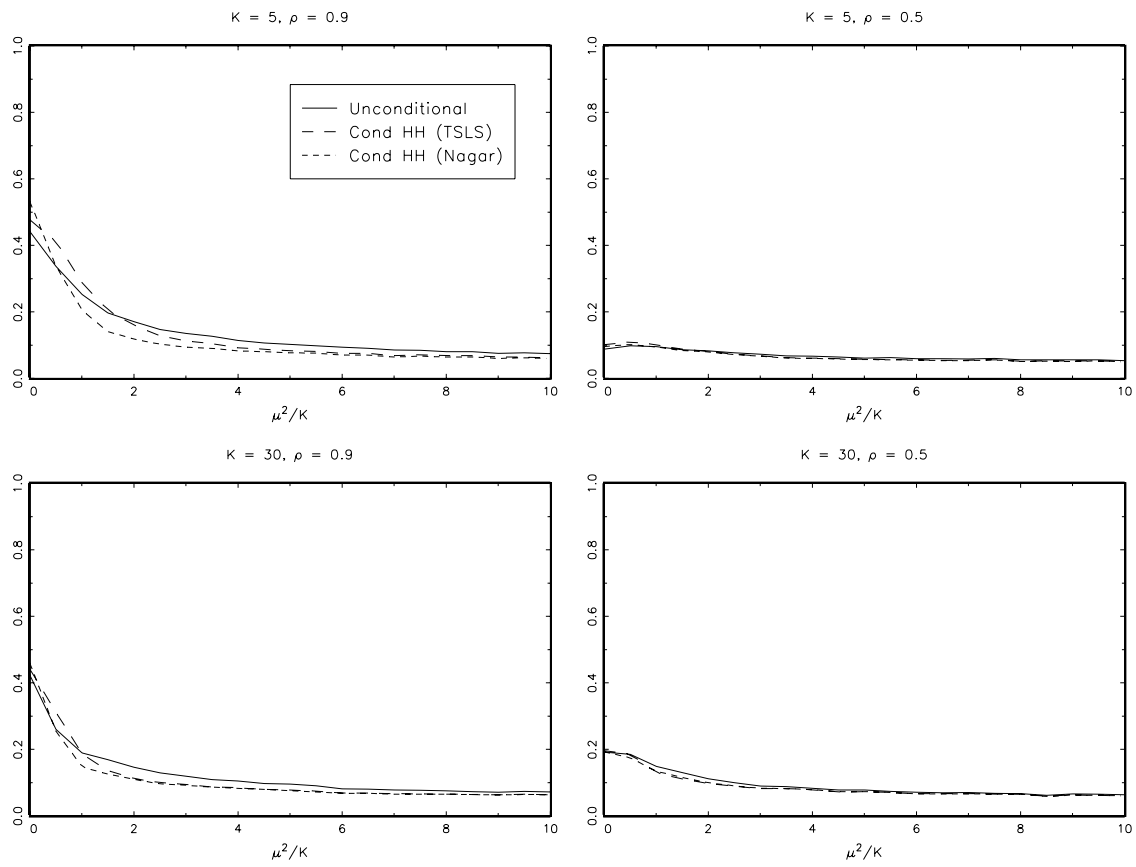 K = 5, ρ = 0.9
1.0
0.8
0.6
0.4
0.2
0.0
Unconditional
Cond HH (TSLS)
Cond HH (Nagar)
0 2 4 6 8 10
μ²/K
K = 5, ρ = 0.5
1.0
0.8
0.6
0.4
0.2
0.0
0 2 4 6 8 10
μ²/K
K = 30, ρ = 0.9
1.0
0.8
0.6
0.4
0.2
0.0
0 2 4 6 8 10
μ²/K
K = 30, ρ = 0.5
1.0
0.8
0.6
0.4
0.2
0.0
0 2 4 6 8 10
μ²/K